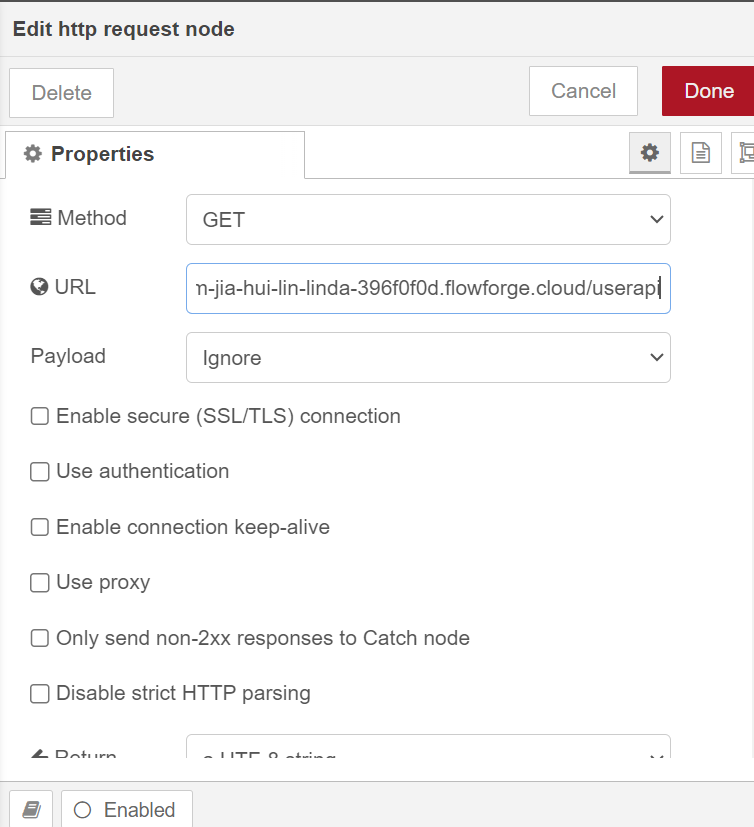 Edit http request node
Delete
Cancel
Done
Properties
Method
GET
URL
m-jia-hui-lin-linda-396f0f0d.flowforge.cloud/userapi
Payload
Ignore
Enable secure (SSL/TLS) connection
Use authentication
Enable connection keep-alive
Use proxy
Only send non-2xx responses to Catch node
Disable strict HTTP parsing
Return
a UTF-8 string
Enabled